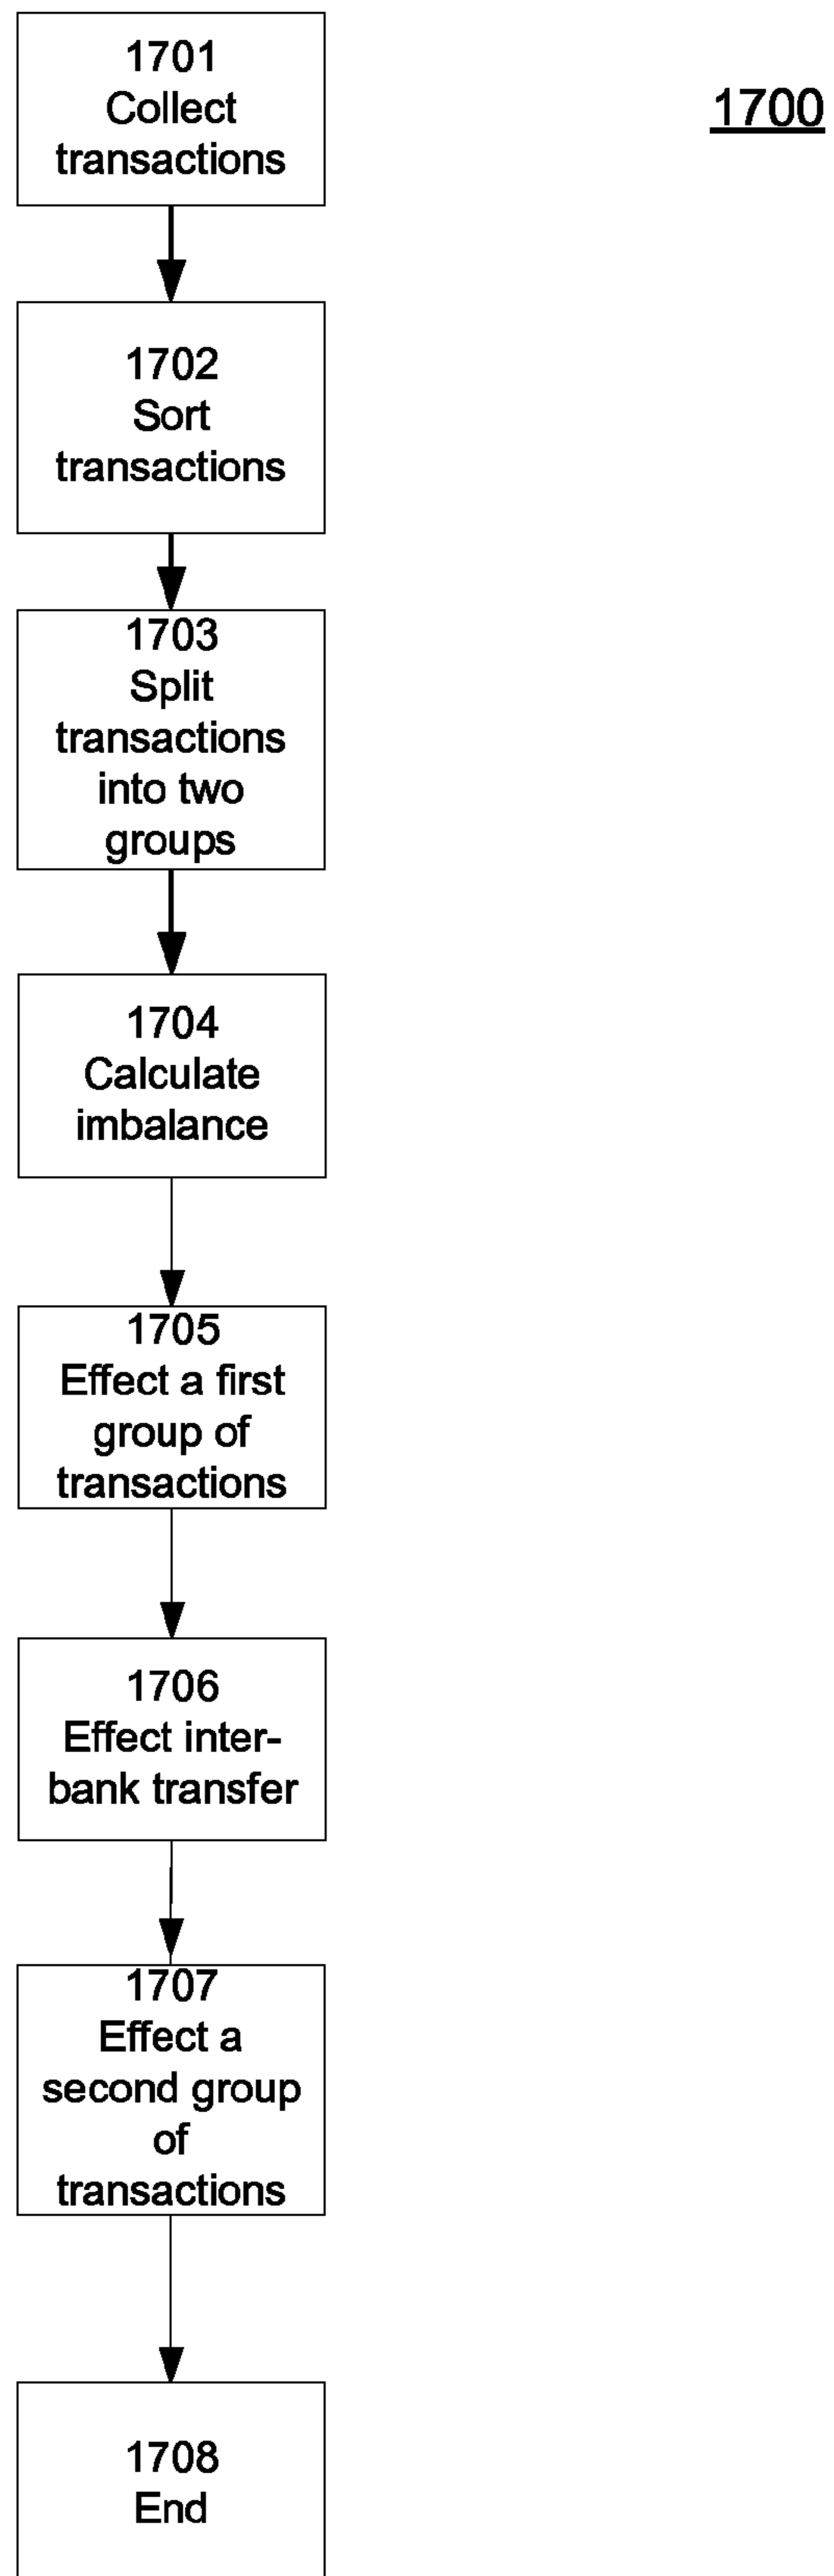 1701
Collect
transactions
1700
1702
Sort
transactions
1703
Split
transactions
into two
groups
1704
Calculate
imbalance
1705
Effect a first
group of
transactions
1706
Effect inter-
bank transfer
1707
Effect a
second group
of
transactions
1708
End